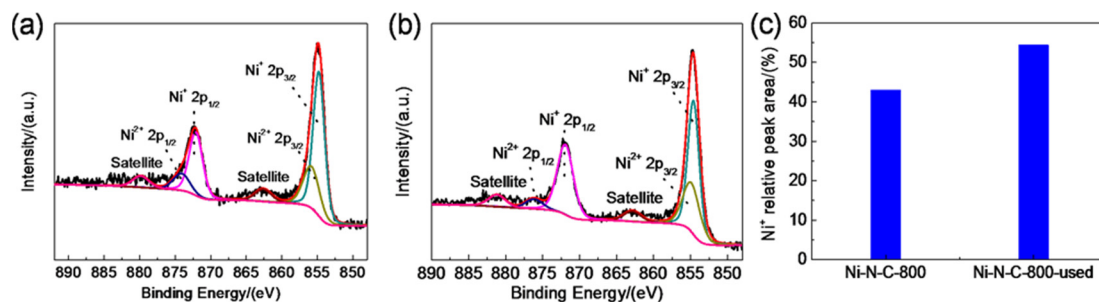 (a)
Intensity/(a.u.)
Ni⁺ 2p3/2
Ni⁺ 2p1/2
Ni²⁺ 2p1/2
Ni²⁺ 2p3/2
Satellite
Satellite
890 885 880 875 870 865 860 855 850
Binding Energy/(eV)
(b)
Intensity/(a.u.)
Ni⁺ 2p3/2
Ni⁺ 2p1/2
Ni²⁺ 2p1/2
Ni²⁺ 2p3/2
Satellite
Satellite
890 885 880 875 870 865 860 855 850
Binding Energy/(eV)
(c)
Ni⁺ relative peak area/(%)
60
50
40
30
20
10
0
Ni-N-C-800 Ni-N-C-800-used